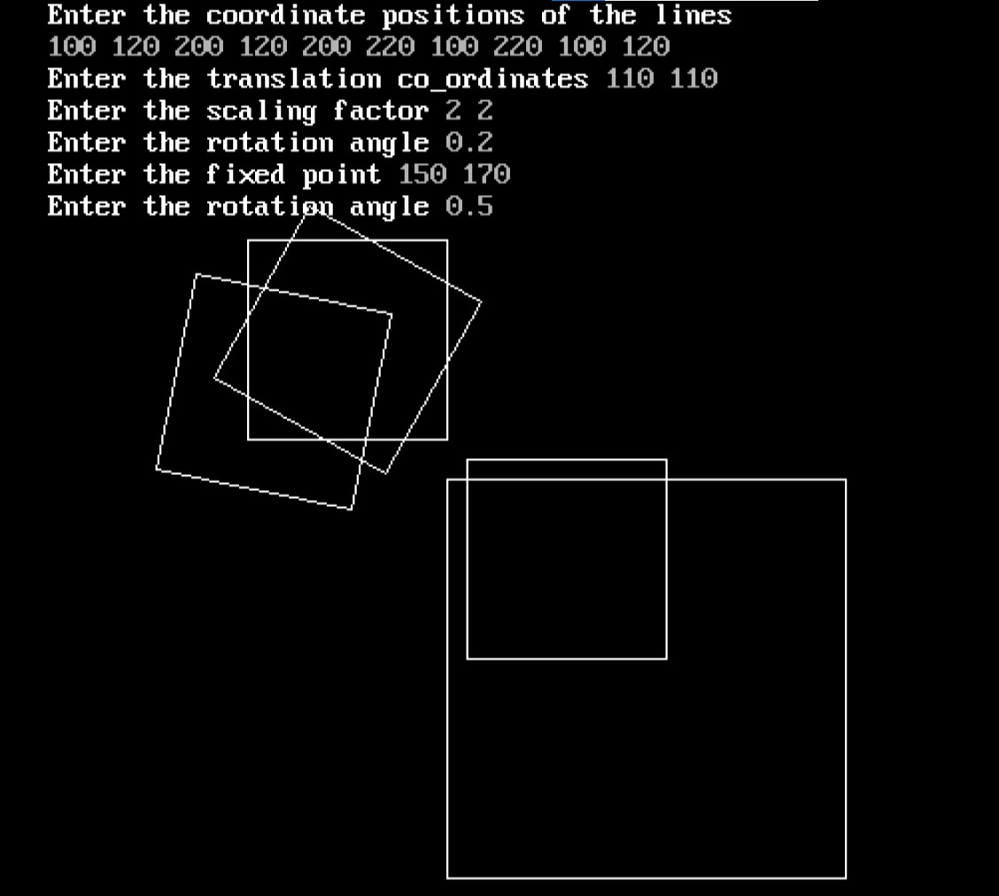 Enter the coordinate positions of the lines
100 120 200 120 200 220 100 220 100 120
Enter the translation co_ordinates 110 110
Enter the scaling factor 2 2
Enter the rotation angle 0.2
Enter the fixed point 150 170
Enter the rotation angle 0.5